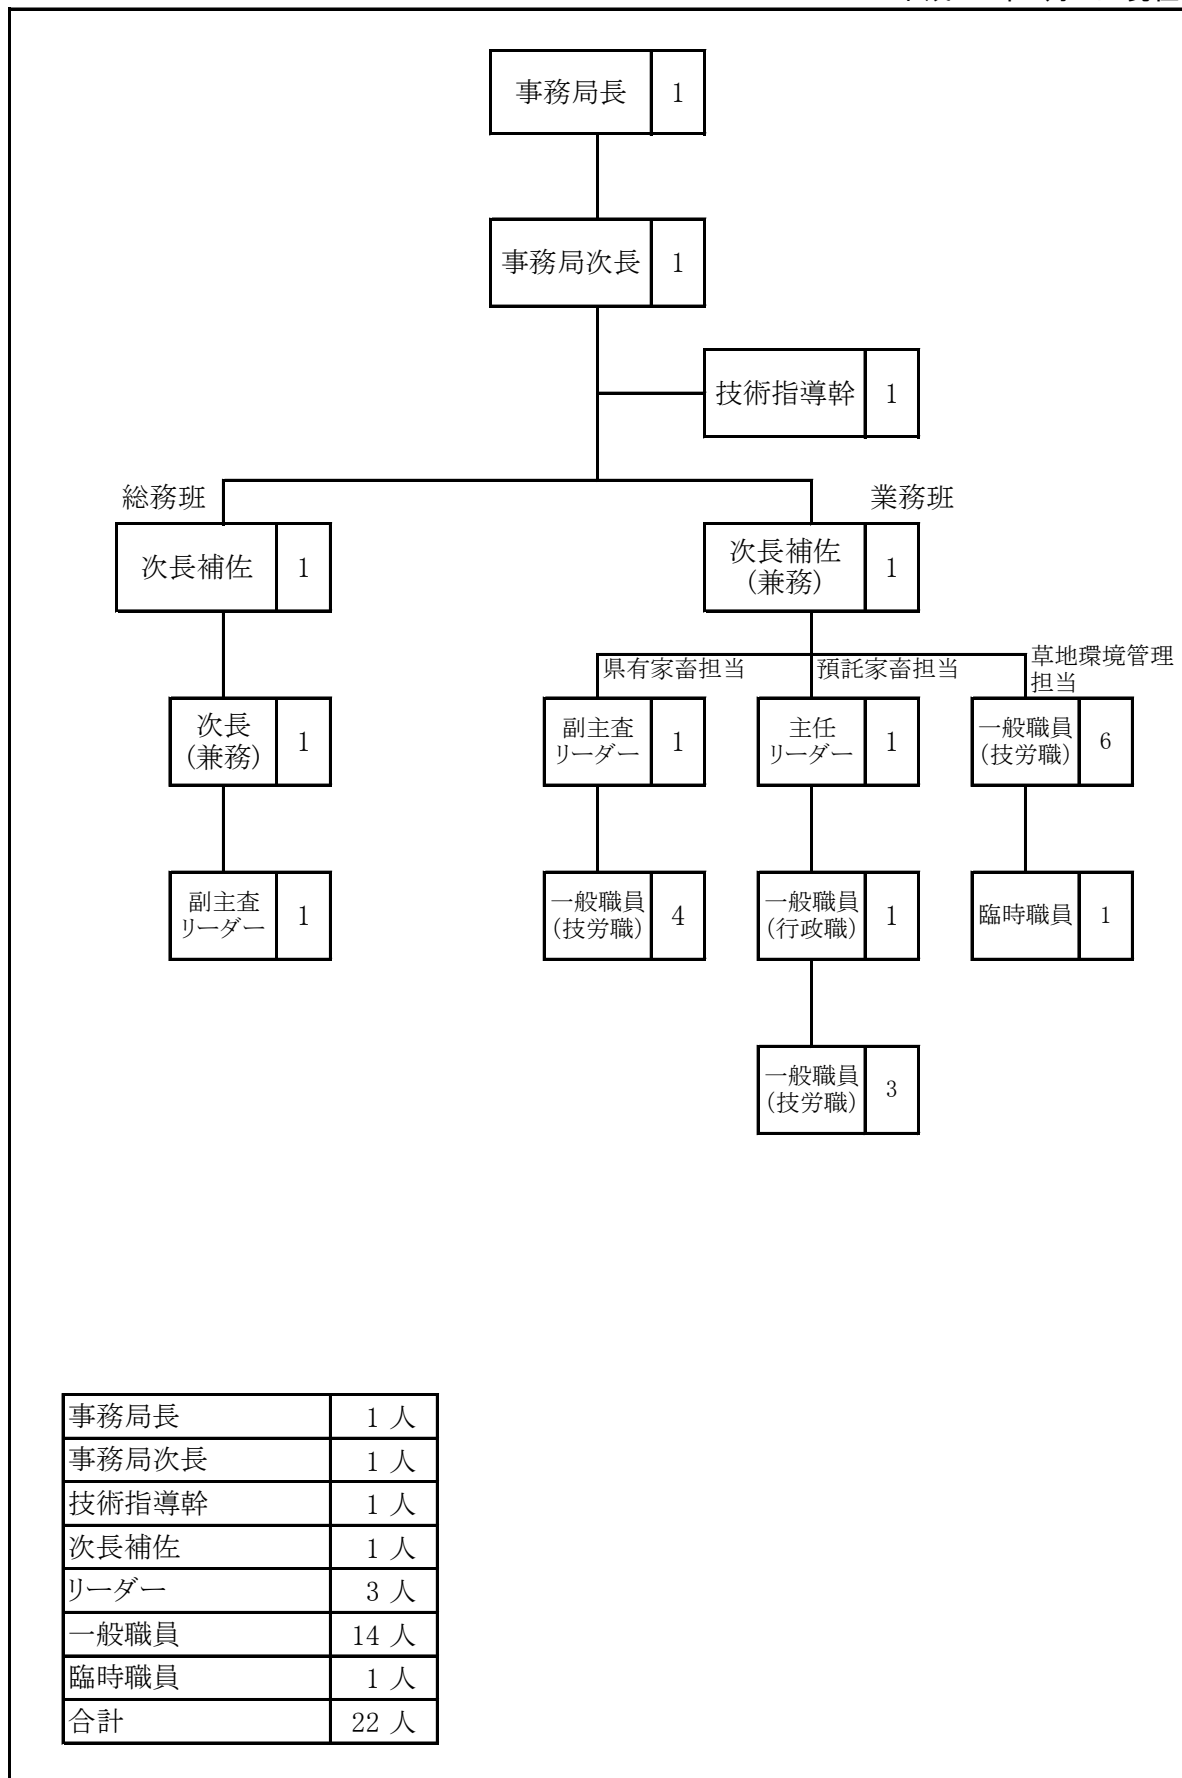 事務局長 1
事務局次長 1
技術指導幹 1
総務班
業務班
次長補佐 1
次長補佐
(兼務) 1
県有家畜担当
預託家畜担当
草地環境管理
担当
次長
(兼務) 1
副主査
リーダー 1
主任
リーダー 1
一般職員
(技労職) 6
副主査
リーダー 1
一般職員
(技労職) 4
一般職員
(行政職) 1
臨時職員 1
一般職員
(技労職) 3
事務局長 1 人
事務局次長 1 人
技術指導幹 1 人
次長補佐 1 人
リーダー 3 人
一般職員 14 人
臨時職員 1 人
合計 22 人